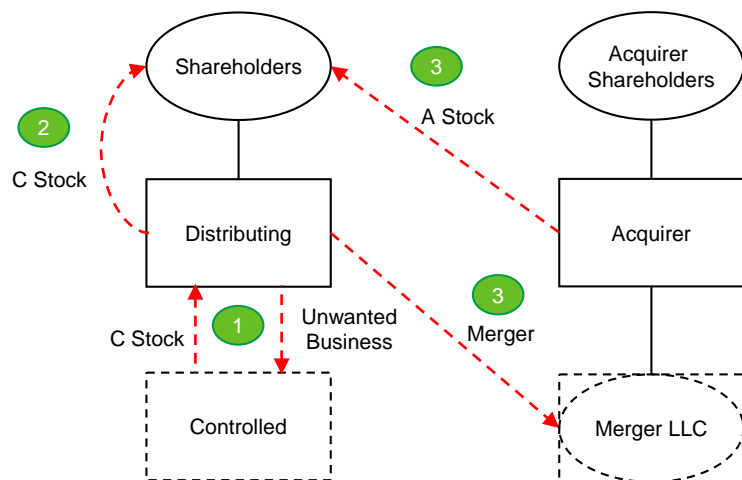 Shareholders
3
Acquirer
Shareholders
2
A Stock
C Stock
Distributing
Acquirer
3
C Stock
1
Unwanted
Business
Merger
Controlled
Merger LLC